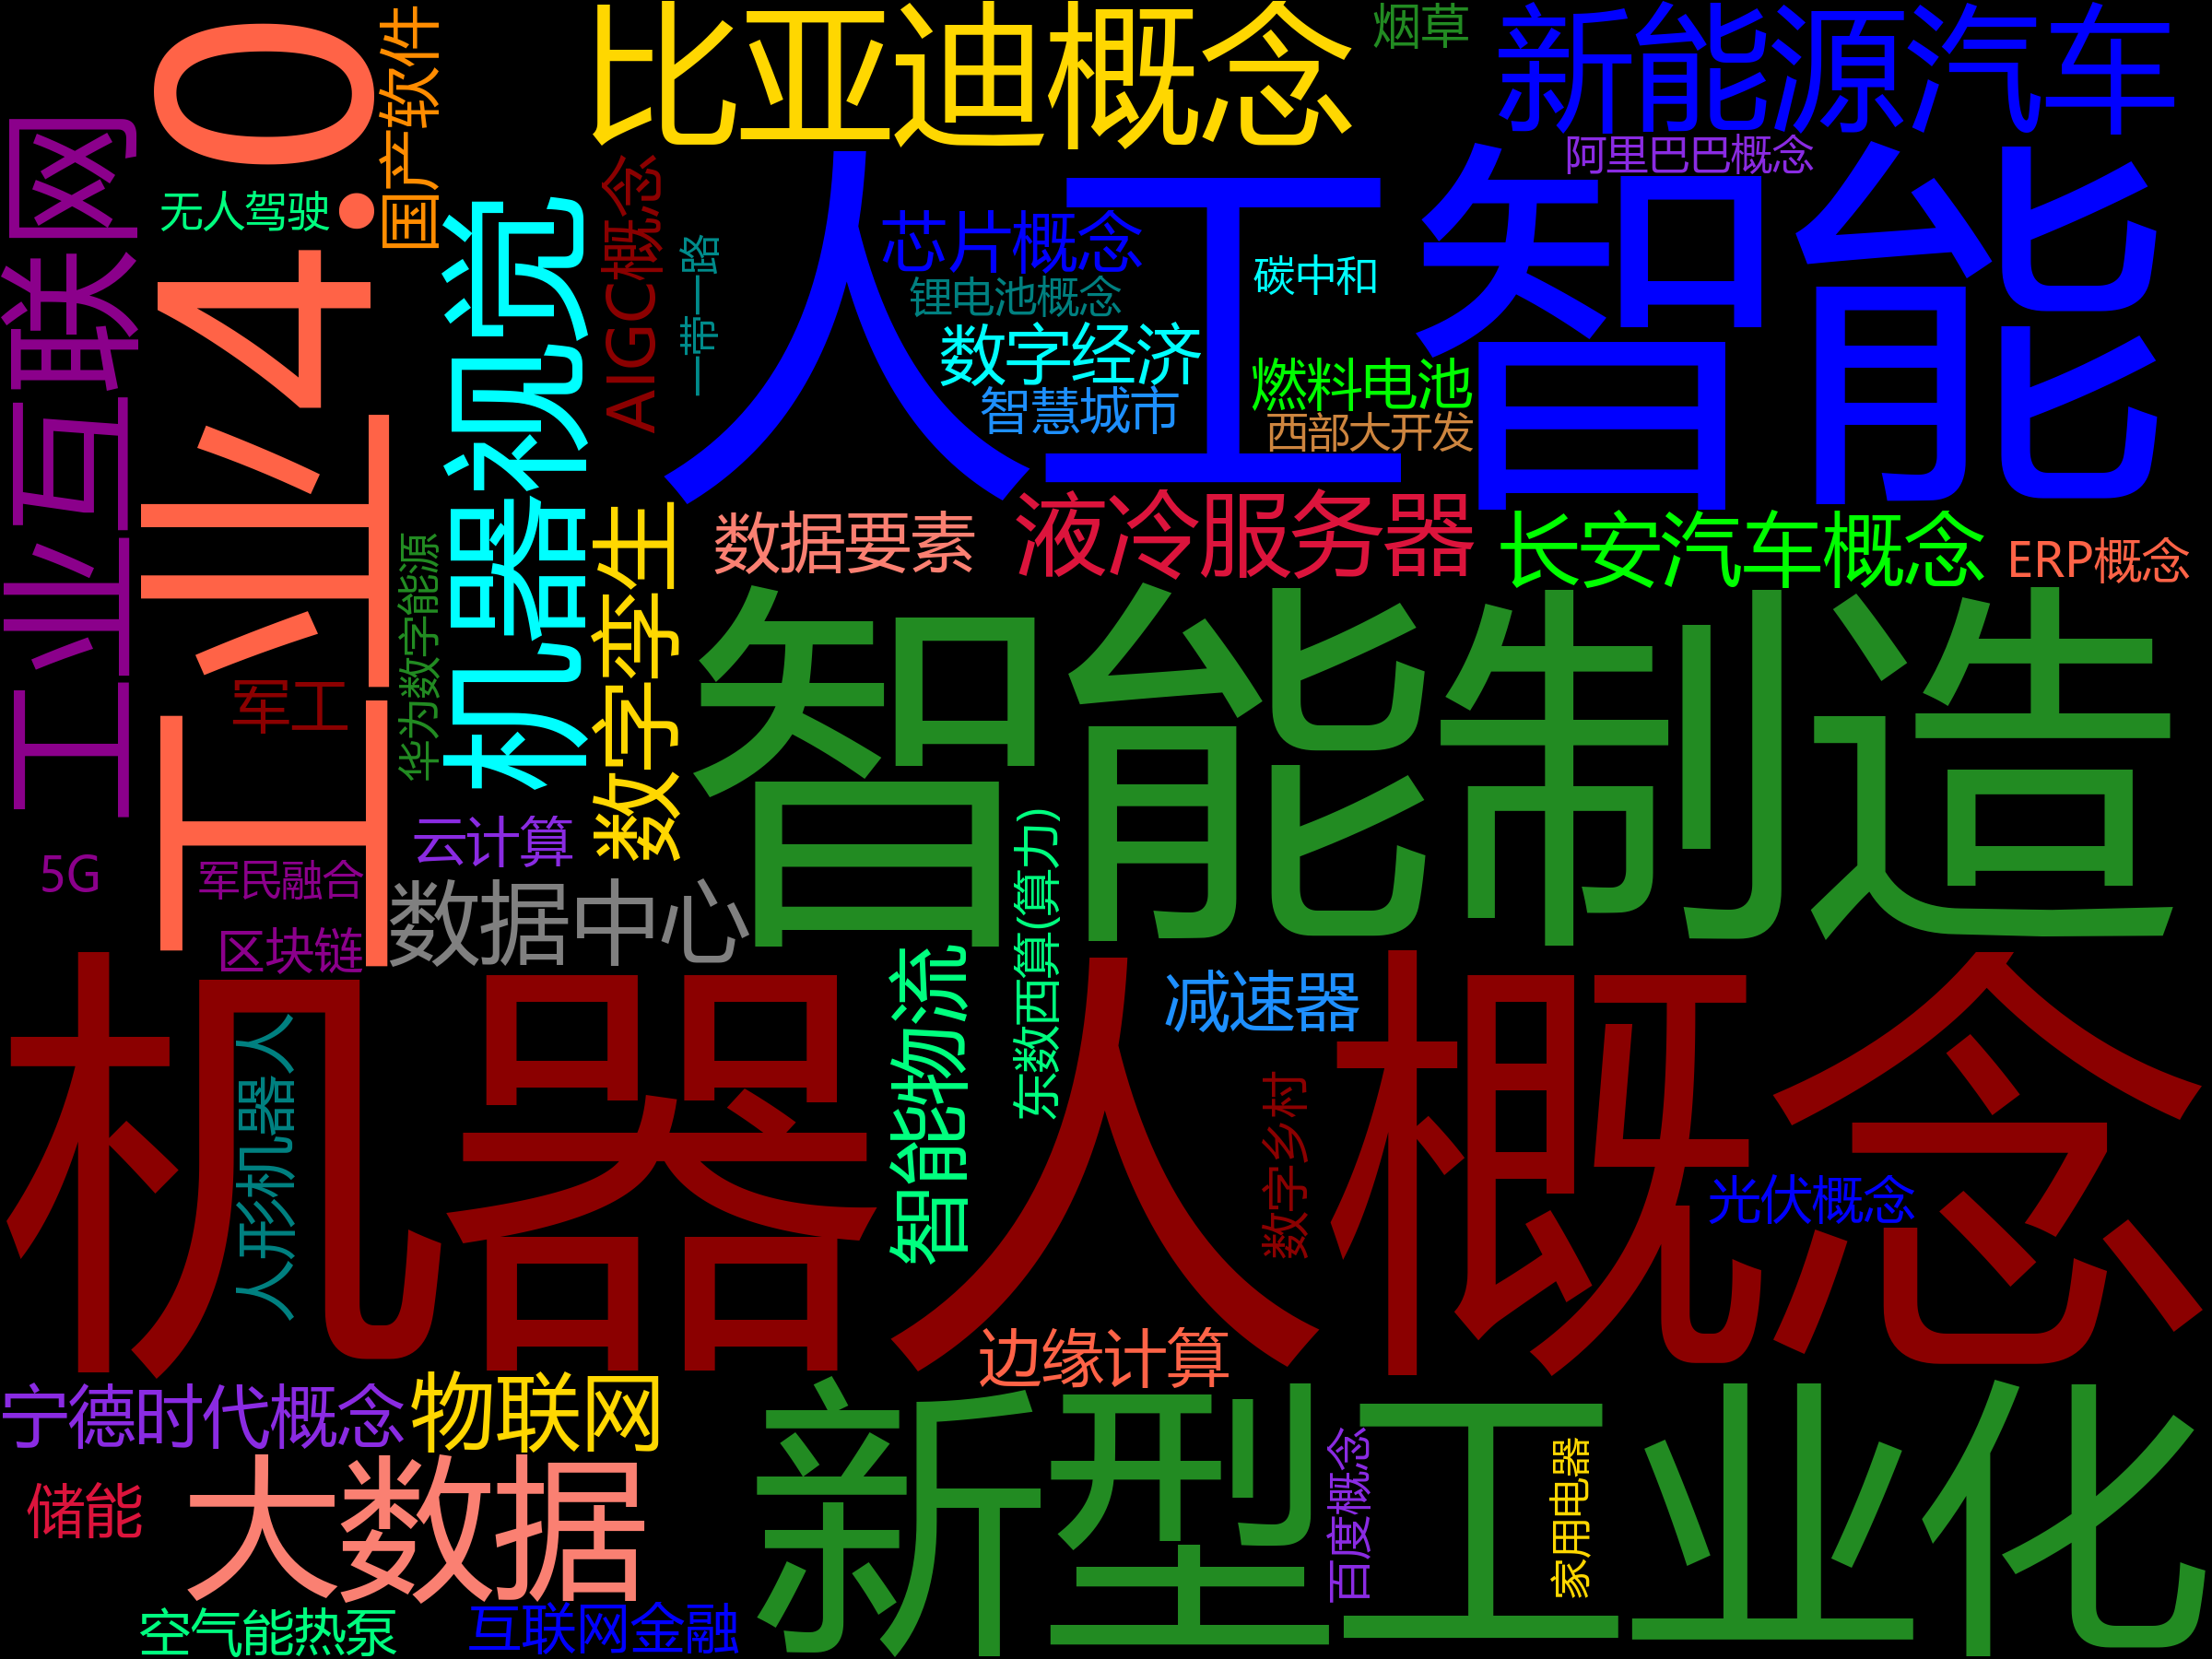 比亚迪概念
烟草
新能源汽车
国产软件
工业互联网
工业4.0
无人驾驶
阿里巴巴概念
人工智能
AIGC概念
一带一路
芯片概念
锂电池概念
碳中和
数字经济
智慧城市
燃料电池
西部大开发
机器视觉
数字孪生
华为数字能源
数据要素
液冷服务器
长安汽车概念
ERP概念
智能制造
军工
云计算
5G
军民融合
数据中心
区块链
东数西算(算力)
智能物流
减速器
机器人概念
人形机器人
数字乡村
光伏概念
边缘计算
宁德时代概念
物联网
新型工业化
百度概念
家用电器
储能
大数据
空气能热泵
互联网金融